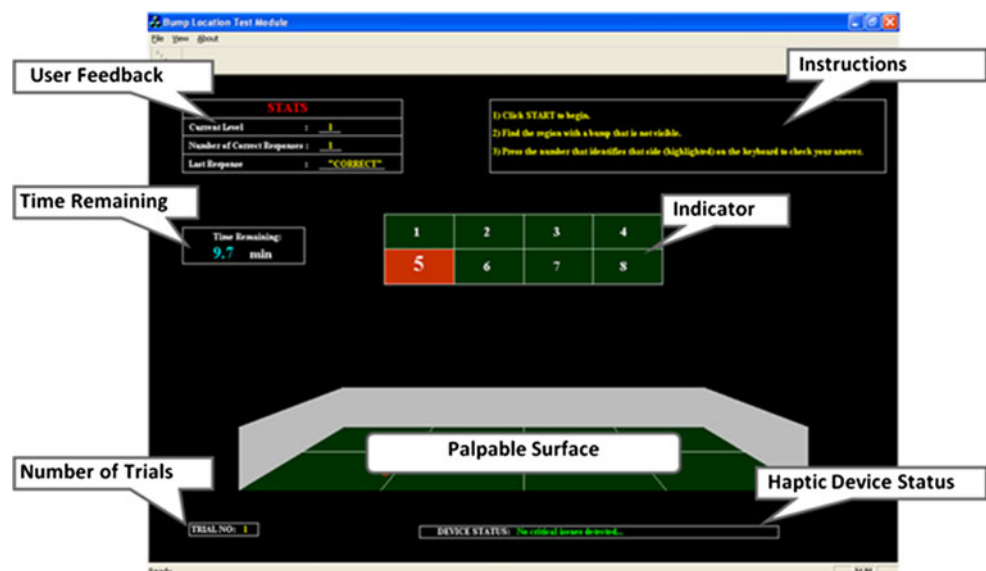 Bump Location Test Module
File View About
User Feedback
Instructions
STATS
Current Level : 1
Number of Correct Responses : 1
Last Response : "CORRECT"
1) Click START to begin.
2) Find the region with a bump that is not visible.
3) Press the number that identifies that side (highlighted) on the keyboard to check your answer.
Time Remaining
Indicator
Time Remaining:
9.7 min
1 2 3 4
5 6 7 8
Palpable Surface
Number of Trials
Haptic Device Status
TRIAL NO: 1
DEVICE STATUS: No critical issues detected...